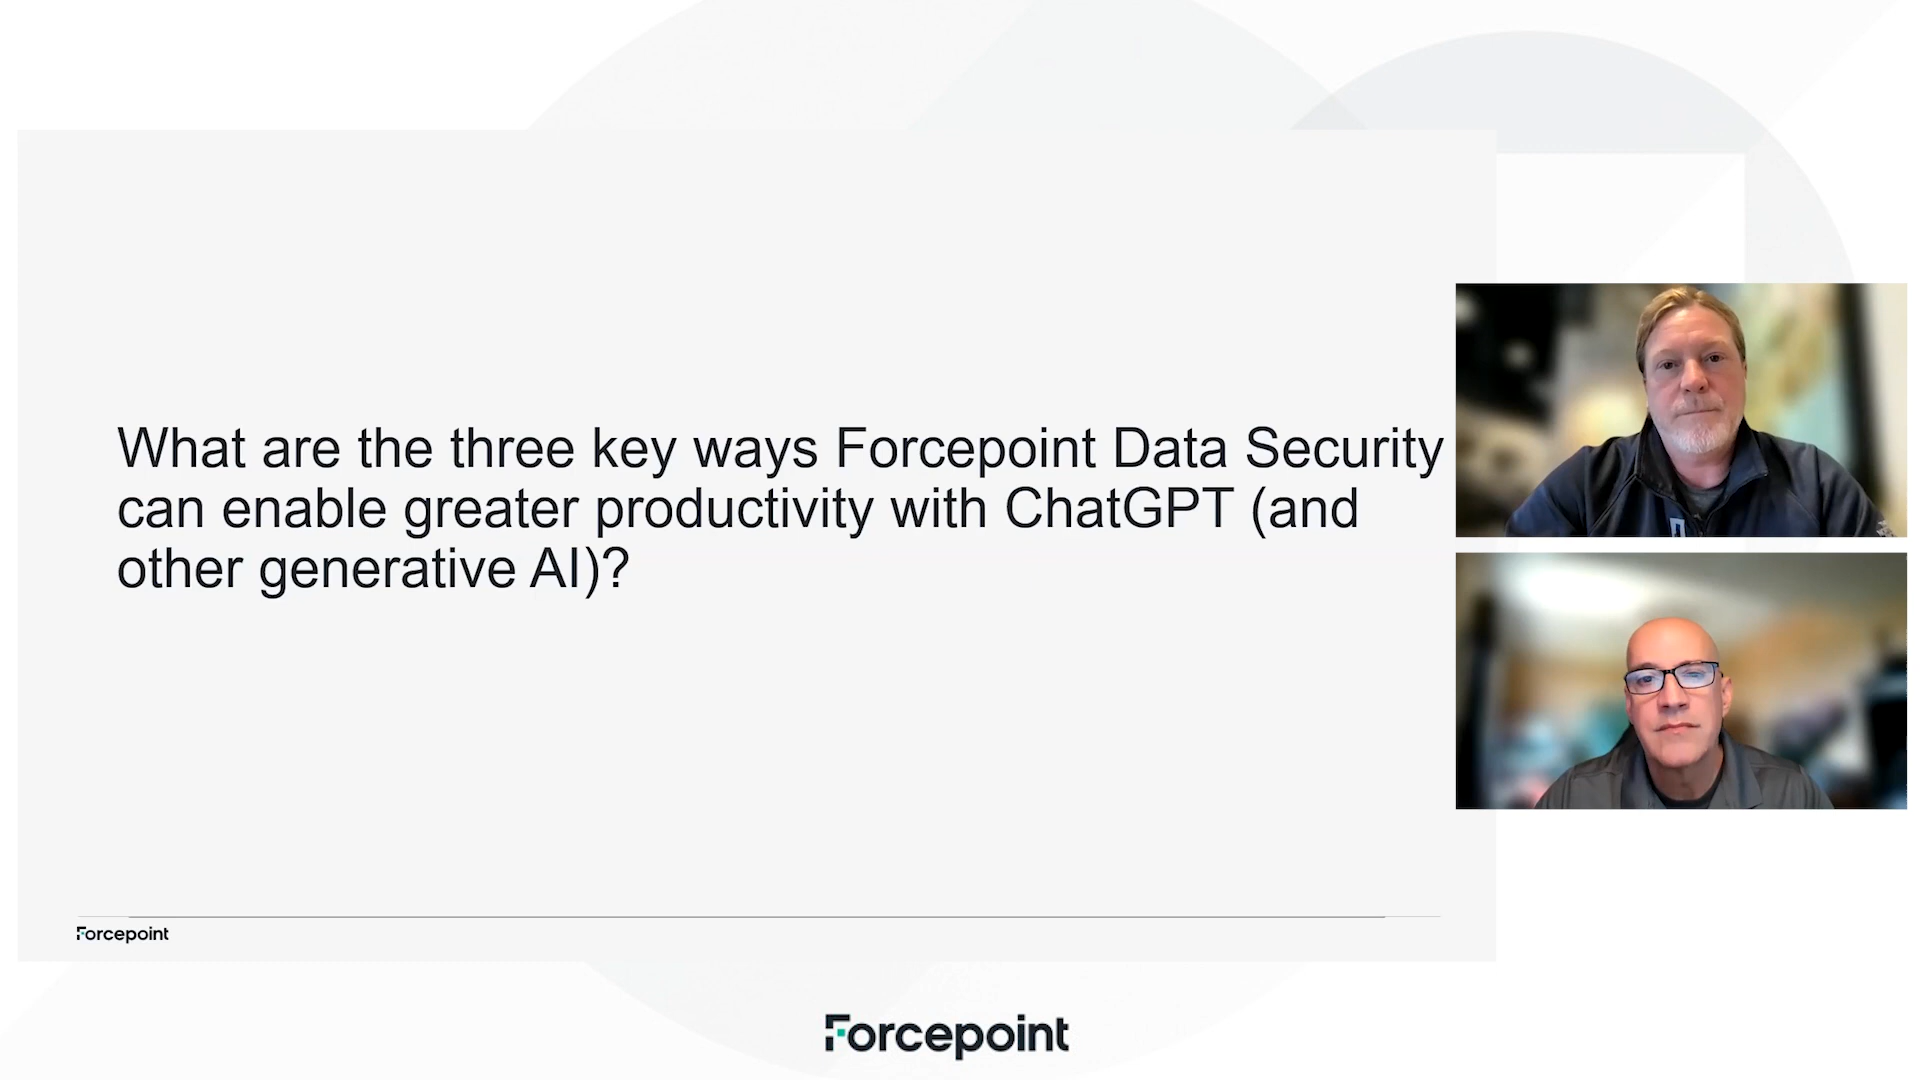 What are the three key ways Forcepoint Data Security
can enable greater productivity with ChatGPT (and
other generative AI)?
Forcepoint
Forcepoint